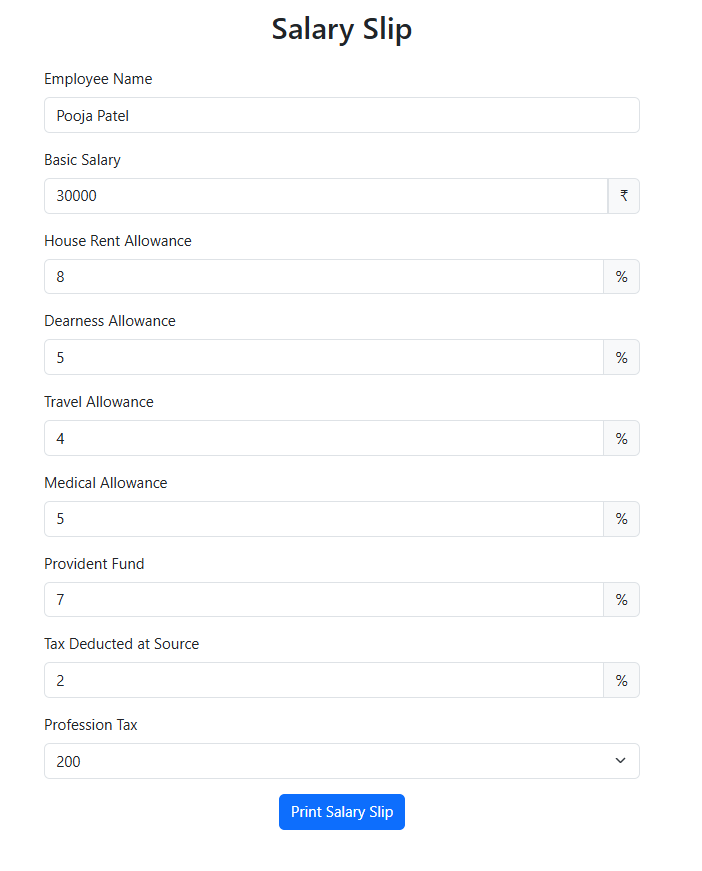 Salary Slip
Employee Name
Pooja Patel
Basic Salary
30000 ₹
House Rent Allowance
8 %
Dearness Allowance
5 %
Travel Allowance
4 %
Medical Allowance
5 %
Provident Fund
7 %
Tax Deducted at Source
2 %
Profession Tax
200
Print Salary Slip